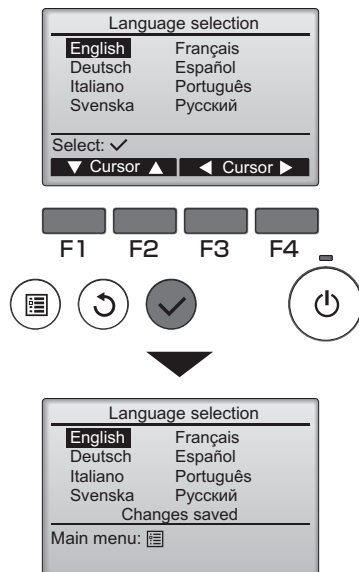 Language selection
English Français
Deutsch Español
Italiano Português
Svenska Русский
Select: ✓
▼ Cursor ▲ ◀ Cursor ▶
F1 F2 F3 F4
Language selection
English Français
Deutsch Español
Italiano Português
Svenska Русский
Changes saved
Main menu: